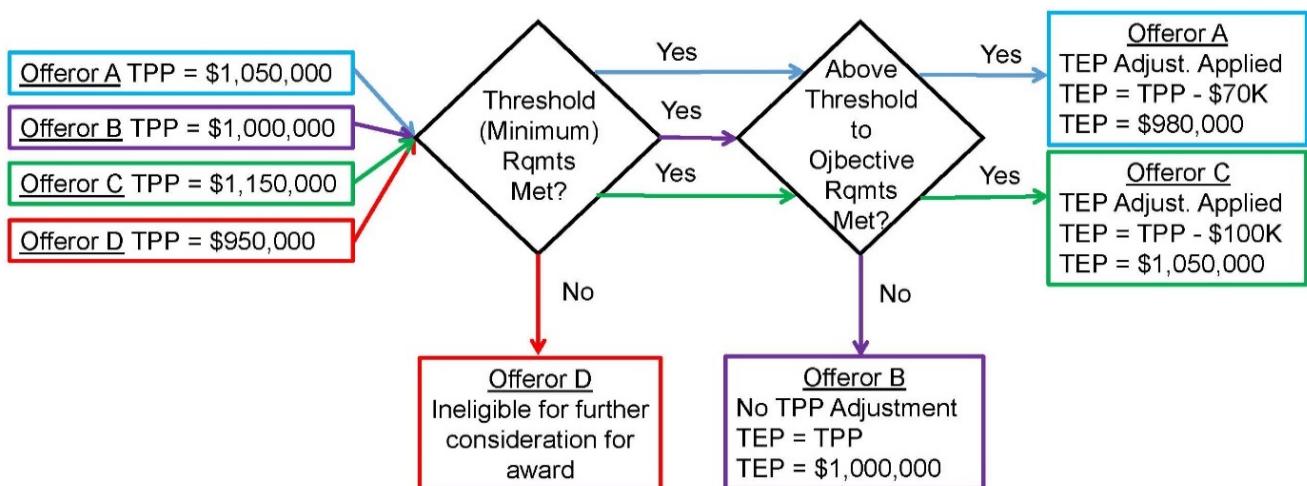 Offeror A TPP = $1,050,000
Offeror B TPP = $1,000,000
Offeror C TPP = $1,150,000
Offeror D TPP = $950,000
Threshold
(Minimum)
Rqmts
Met?
Yes
Yes
Yes
No
Above
Threshold
to
Ojbective
Rqmts
Met?
Yes
Yes
No
Offeror A
TEP Adjust. Applied
TEP = TPP - $70K
TEP = $980,000
Offeror C
TEP Adjust. Applied
TEP = TPP - $100K
TEP = $1,050,000
Offeror D
Ineligible for further
consideration for
award
Offeror B
No TPP Adjustment
TEP = TPP
TEP = $1,000,000